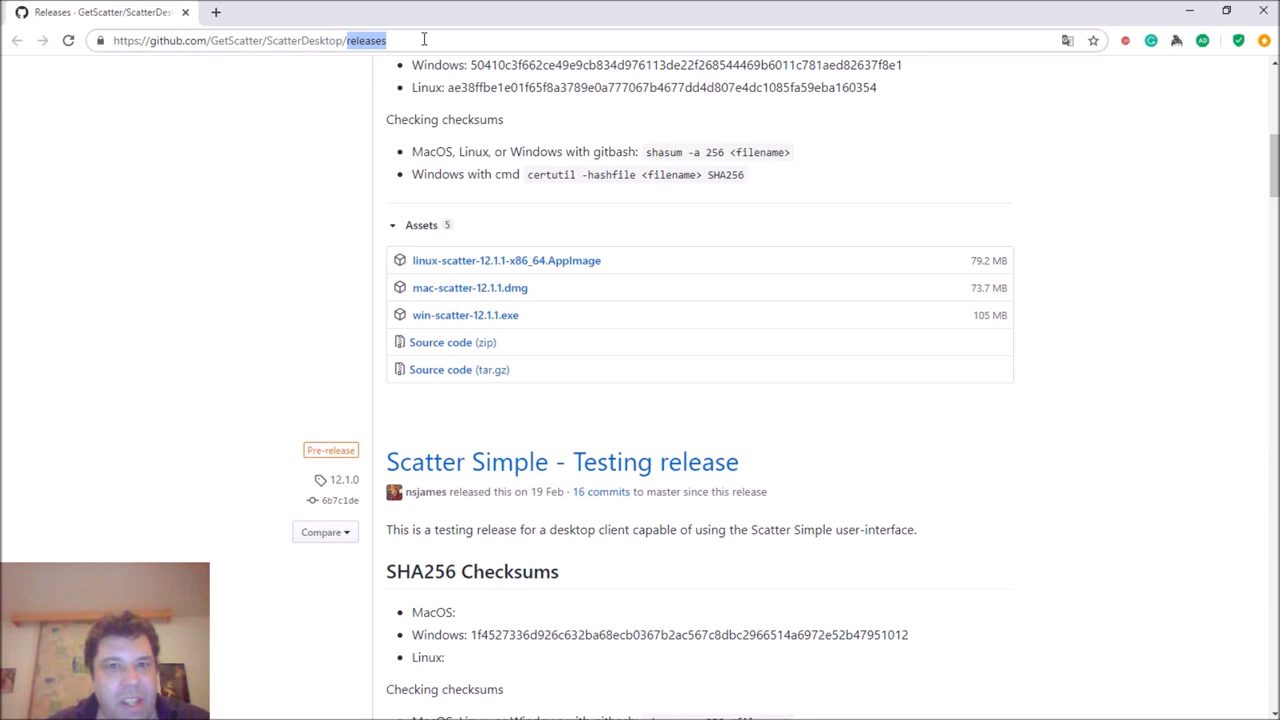 Releases · GetScatter/ScatterDes
https://github.com/GetScatter/ScatterDesktop/releases
Windows: 50410c3f662ce49e9cb834d976113de22f268544469b6011c781aed82637f8e1
Linux: ae38ffbe1e01f65f8a3789e0a777067b4677dd4d807e4dc1085fa59eba160354
Checking checksums
MacOS, Linux, or Windows with gitbash: shasum -a 256 <filename>
Windows with cmd certutil -hashfile <filename> SHA256
Assets 5
linux-scatter-12.1.1-x86_64.AppImage 79.2 MB
mac-scatter-12.1.1.dmg 73.7 MB
win-scatter-12.1.1.exe 105 MB
Source code (zip)
Source code (tar.gz)
Pre-release
12.1.0
6b7c1de
Compare
Scatter Simple - Testing release
nsjames released this on 19 Feb · 16 commits to master since this release
This is a testing release for a desktop client capable of using the Scatter Simple user-interface.
SHA256 Checksums
MacOS:
Windows: 1f4527336d926c632ba68ecb0367b2ac567c8dbc2966514a6972e52b47951012
Linux:
Checking checksums